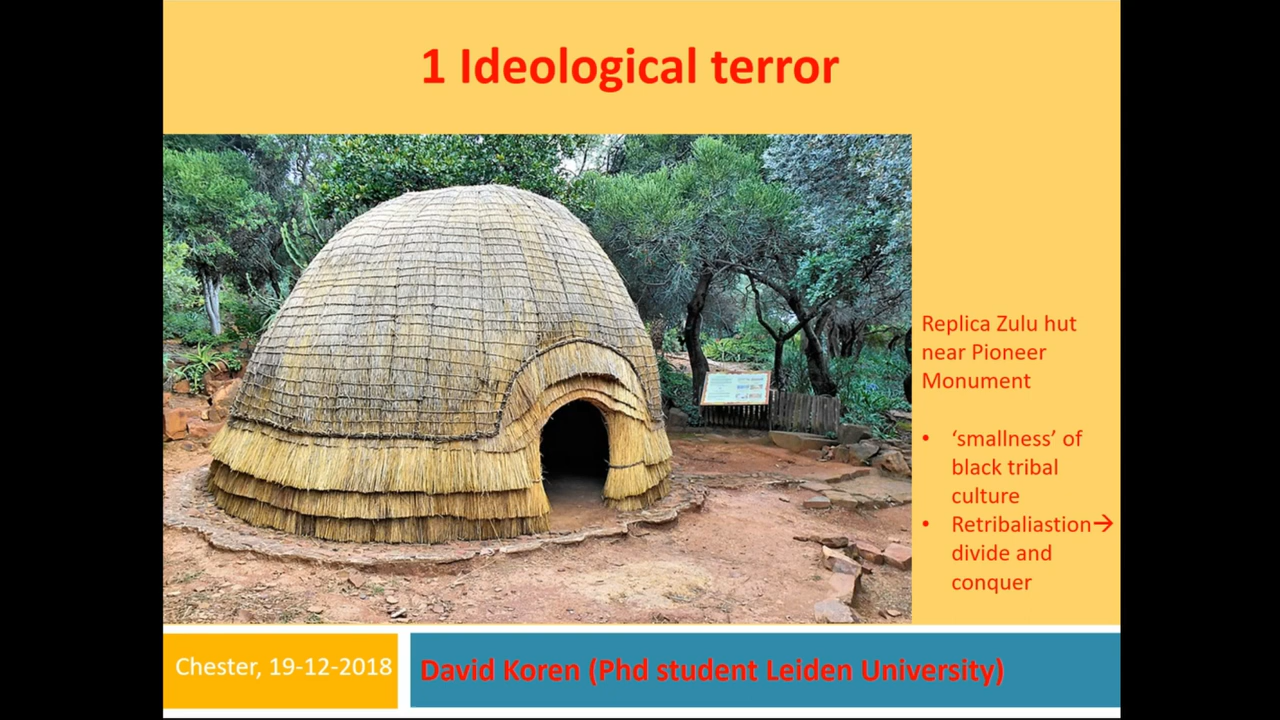 1 Ideological terror
Replica Zulu hut
near Pioneer
Monument
• ‘smallness’ of
black tribal
culture
• Retribaliastion→
divide and
conquer
Chester, 19-12-2018
David Koren (Phd student Leiden University)